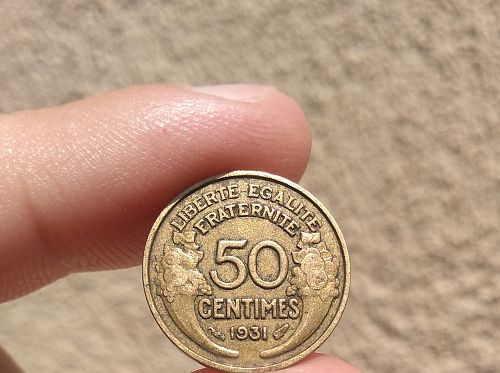 LIBERTE·EGALITE
FRATERNITE
50
CENTIMES
1931